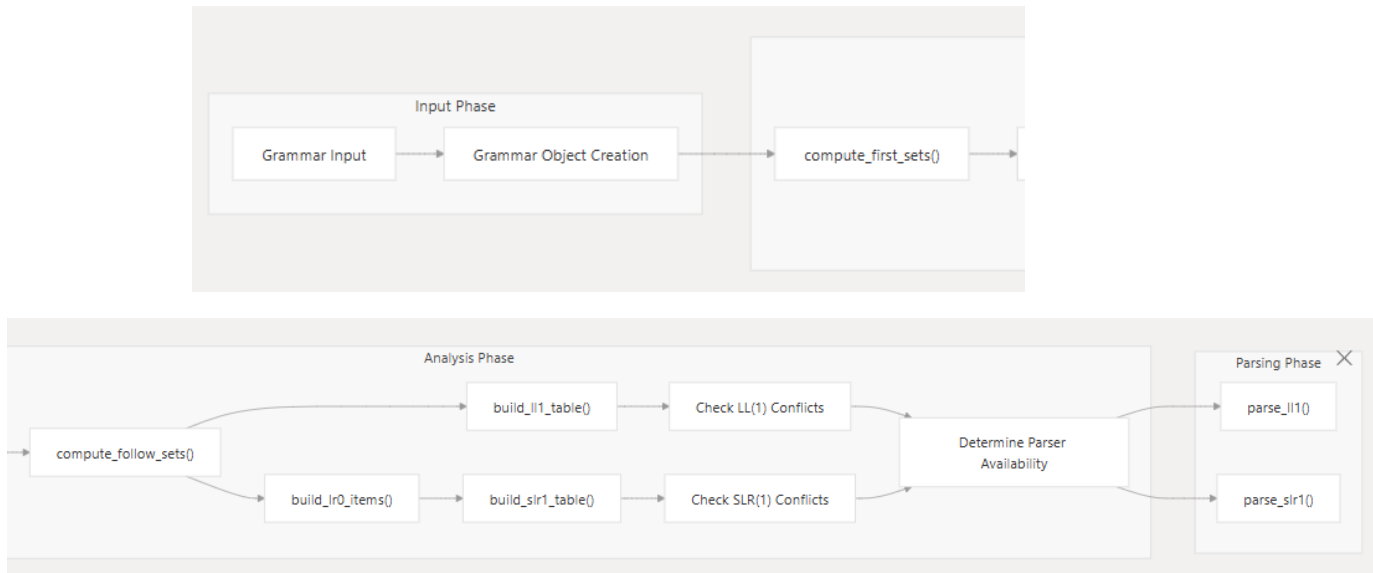 Input Phase
Grammar Input
Grammar Object Creation
compute_first_sets()
Analysis Phase
Parsing Phase
build_ll1_table()
Check LL(1) Conflicts
parse_ll1()
compute_follow_sets()
Determine Parser
Availability
build_lr0_items()
build_slr1_table()
Check SLR(1) Conflicts
parse_slr1()